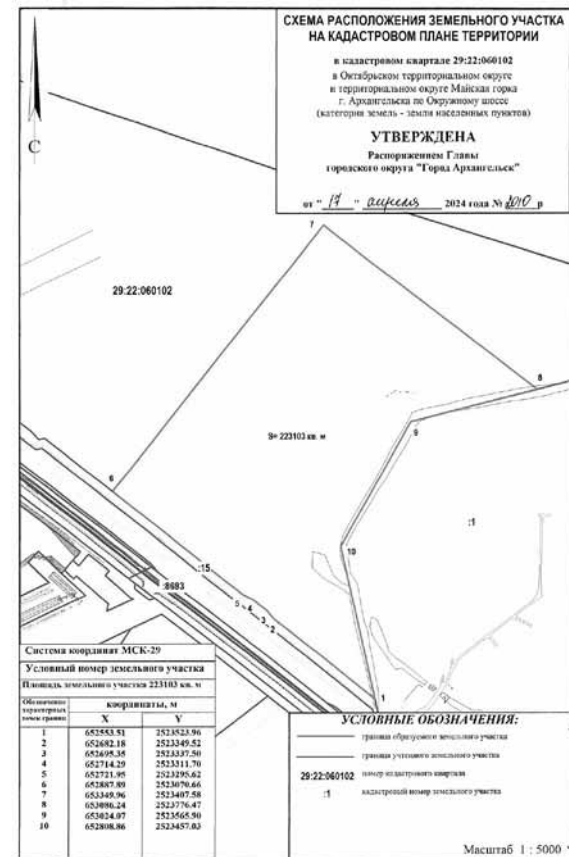 СХЕМА РАСПОЛОЖЕНИЯ ЗЕМЕЛЬНОГО УЧАСТКА
НА КАДАСТРОВОМ ПЛАНЕ ТЕРРИТОРИИ
в кадастровом квартале 29:22:060102
в Октябрьском территориальном округе
и территориальном округе Майская горка
г. Архангельска по Окружному шоссе
(категория земель - земли населенных пунктов)
УТВЕРЖДЕНА
Распоряжением Главы
городского округа "Город Архангельск"
от "17" апреля 2024 года № 2010 р
С
7
29:22:060102
8
9
S= 223103 кв. м
6
:1
10
:15
:8693
5
4
3
2
1
Система координат МСК-29
Условный номер земельного участка
Площадь земельного участка 223103 кв. м
Обозначение характерных точек границ
координаты, м
X Y
1 652553.51 2523523.96
2 652682.18 2523349.52
3 652695.35 2523337.50
4 652714.29 2523311.70
5 652721.95 2523295.62
6 652887.89 2523070.66
7 653349.96 2523407.58
8 653086.24 2523776.47
9 653024.07 2523565.90
10 652808.86 2523457.03
УСЛОВНЫЕ ОБОЗНАЧЕНИЯ:
граница образуемого земельного участка
граница учтенного земельного участка
29:22:060102 номер кадастрового квартала
:1 кадастровый номер земельного участка
Масштаб 1 : 5000